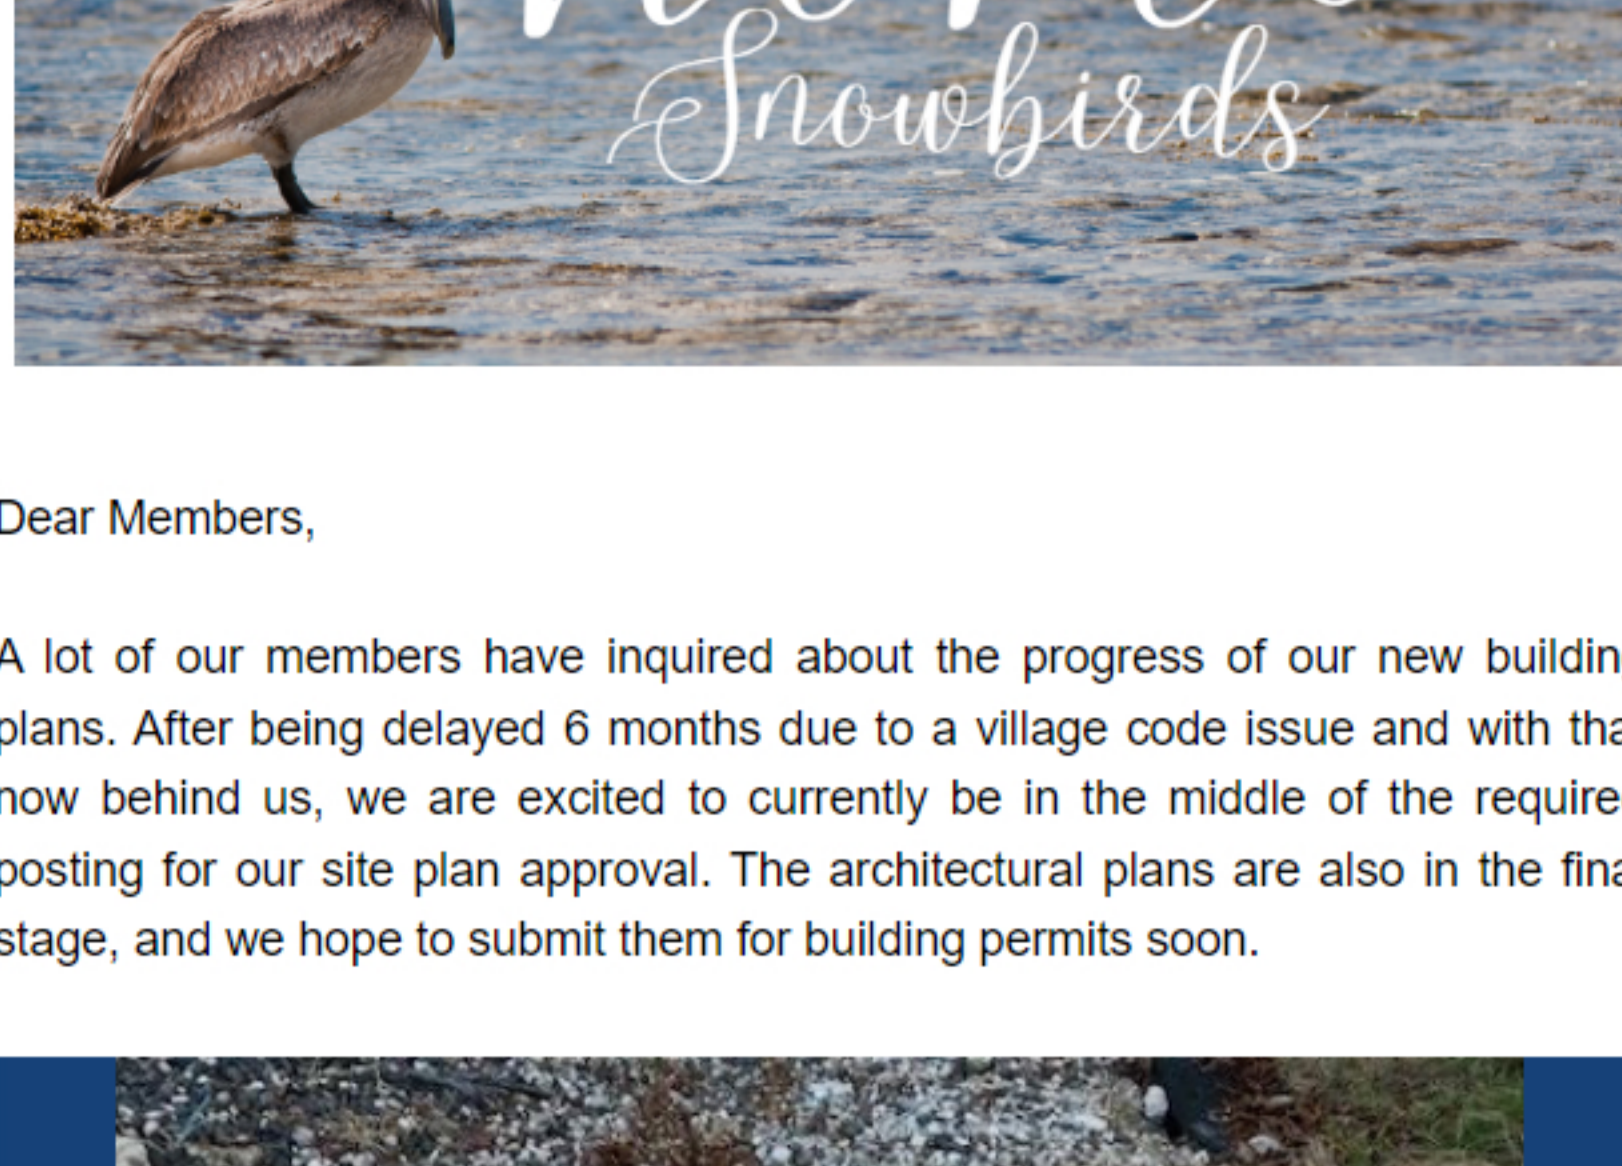 Snowbirds
Dear Members,
A lot of our members have inquired about the progress of our new buildin
plans. After being delayed 6 months due to a village code issue and with tha
now behind us, we are excited to currently be in the middle of the require
posting for our site plan approval. The architectural plans are also in the fina
stage, and we hope to submit them for building permits soon.